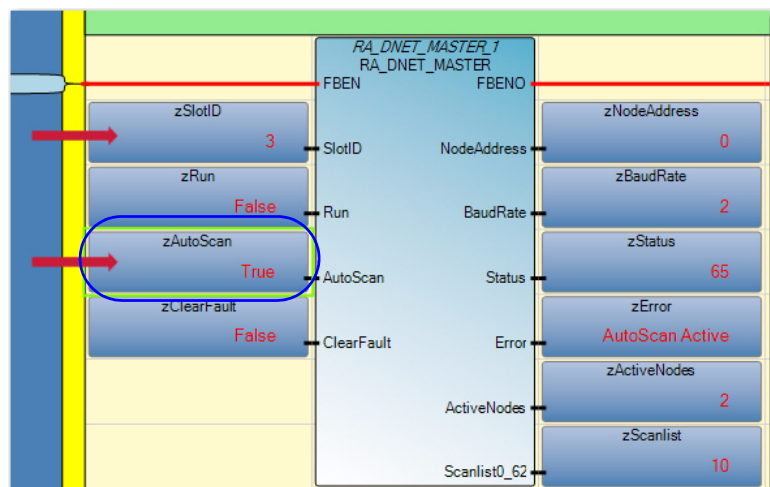 RA_DNET_MASTER_1
RA_DNET_MASTER
FBEN FBENO
zSlotID
3
SlotID
NodeAddress
zNodeAddress
0
zRun
False
Run
BaudRate
zBaudRate
2
zAutoScan
True
AutoScan
Status
zStatus
65
zClearFault
False
ClearFault
Error
zError
AutoScan Active
ActiveNodes
zActiveNodes
2
Scanlist0_62
zScanlist
10